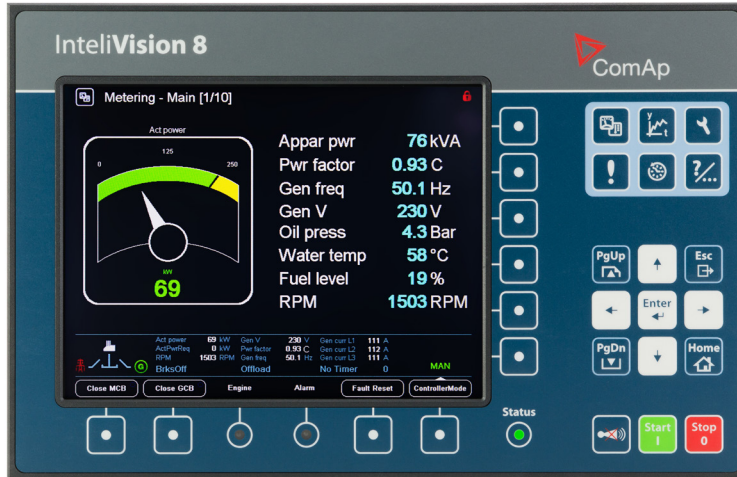 InteliVision 8
ComAp
Metering - Main [1/10]
Act power
0 125 250
kW
69
Appar pwr 76 kVA
Pwr factor 0.93 C
Gen freq 50.1 Hz
Gen V 230 V
Oil press 4.3 Bar
Water temp 58 °C
Fuel level 19 %
RPM 1503 RPM
Act power 69 kW Gen V 230 V Gen curr L1 111 A
ActPwrReq 0 kW Pwr factor 0.93 C Gen curr L2 112 A
RPM 1503 RPM Gen freq 50.1 Hz Gen curr L3 111 A
G
BrksOff Offload No Timer 0 MAN
Close MCB Close GCB Engine Alarm Fault Reset ControllerMode
Status
y
t
!
?/...
PgUp
Esc
Enter
PgDn
Home
Start
I
Stop
0